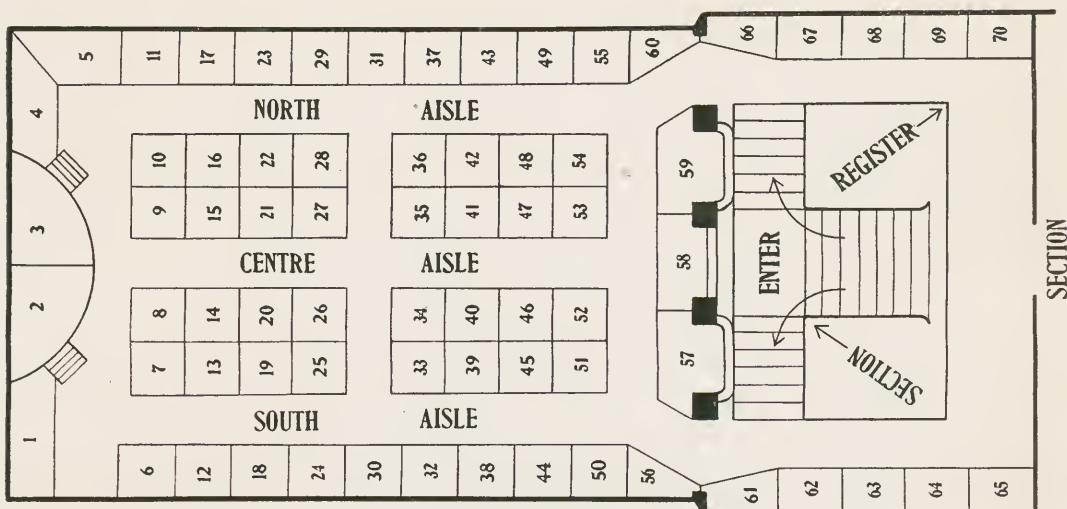 5 11 17 23 29 31 37 43 49 55 60 66 67 68 69 70
4
NORTH AISLE
10 16 22 28 36 42 48 54 59
9 15 21 27 35 41 47 53
REGISTER
3
CENTRE AISLE
58 ENTER
SECTION
2
8 14 20 26 34 40 46 52
7 13 19 25 33 39 45 51 57
SECTION
SOUTH AISLE
1
6 12 18 24 30 32 38 44 50 56 61 62 63 64 65